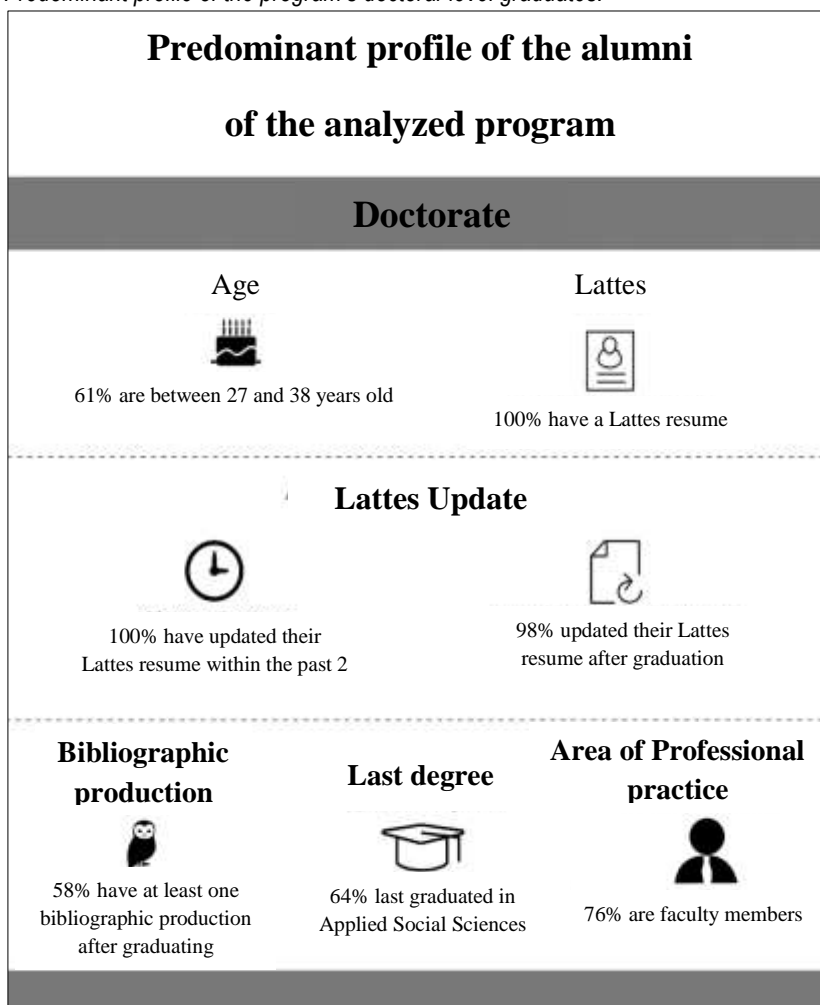 Predominant profile of the program's doctoral-level graduates.
Predominant profile of the alumni
of the analyzed program
Doctorate
Age
Lattes
61% are between 27 and 38 years old
100% have a Lattes resume
Lattes Update
100% have updated their
Lattes resume within the past 2
98% updated their Lattes
resume after graduation
Bibliographic
production
58% have at least one
bibliographic production
after graduating
Last degree
64% last graduated in
Applied Social Sciences
Area of Professional
practice
76% are faculty members